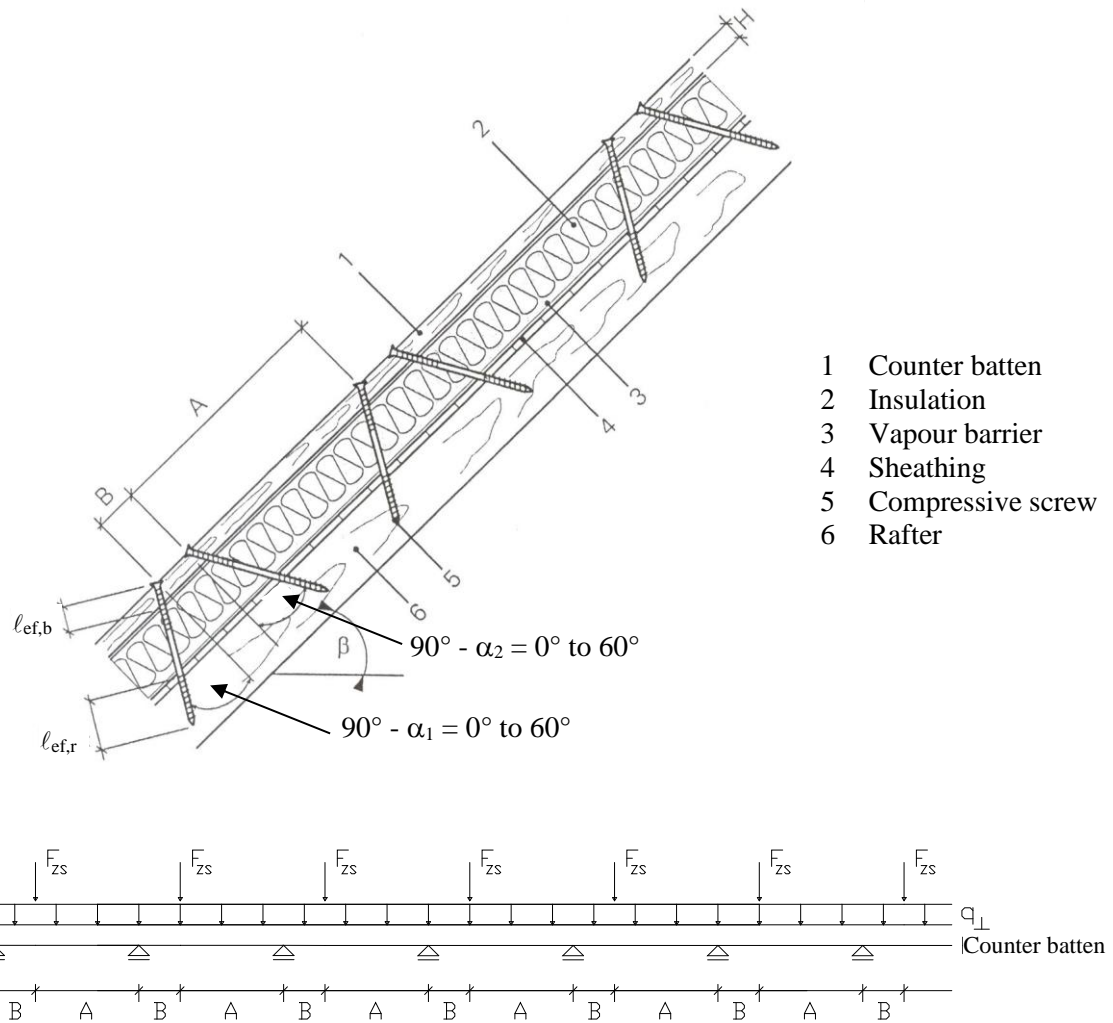 H
2
1
A
B
3
4
5
6
β
ℓef,b
ℓef,r
90° - α2 = 0° to 60°
90° - α1 = 0° to 60°
1 Counter batten
2 Insulation
3 Vapour barrier
4 Sheathing
5 Compressive screw
6 Rafter
Fzs Fzs Fzs Fzs Fzs Fzs Fzs
q⊥
Counter batten
B A B A B A B A B A B A B